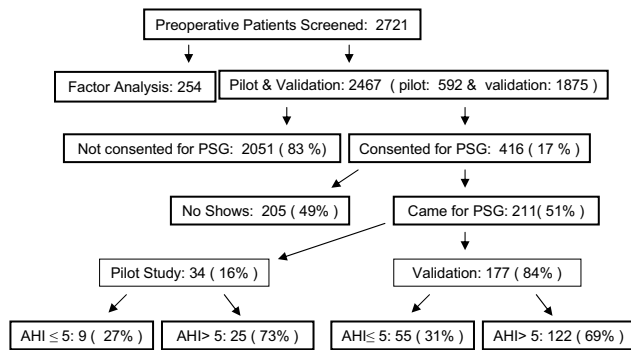 Preoperative Patients Screened: 2721
Factor Analysis: 254
Pilot & Validation: 2467 ( pilot: 592 & validation: 1875)
Not consented for PSG: 2051 ( 83 %)
Consented for PSG: 416 ( 17 %)
No Shows: 205 ( 49%)
Came for PSG: 211( 51%)
Pilot Study: 34 ( 16%)
Validation: 177 ( 84%)
AHI ≤ 5: 9 ( 27%)
AHI> 5: 25 ( 73%)
AHI≤ 5: 55 ( 31%)
AHI> 5: 122 ( 69%)